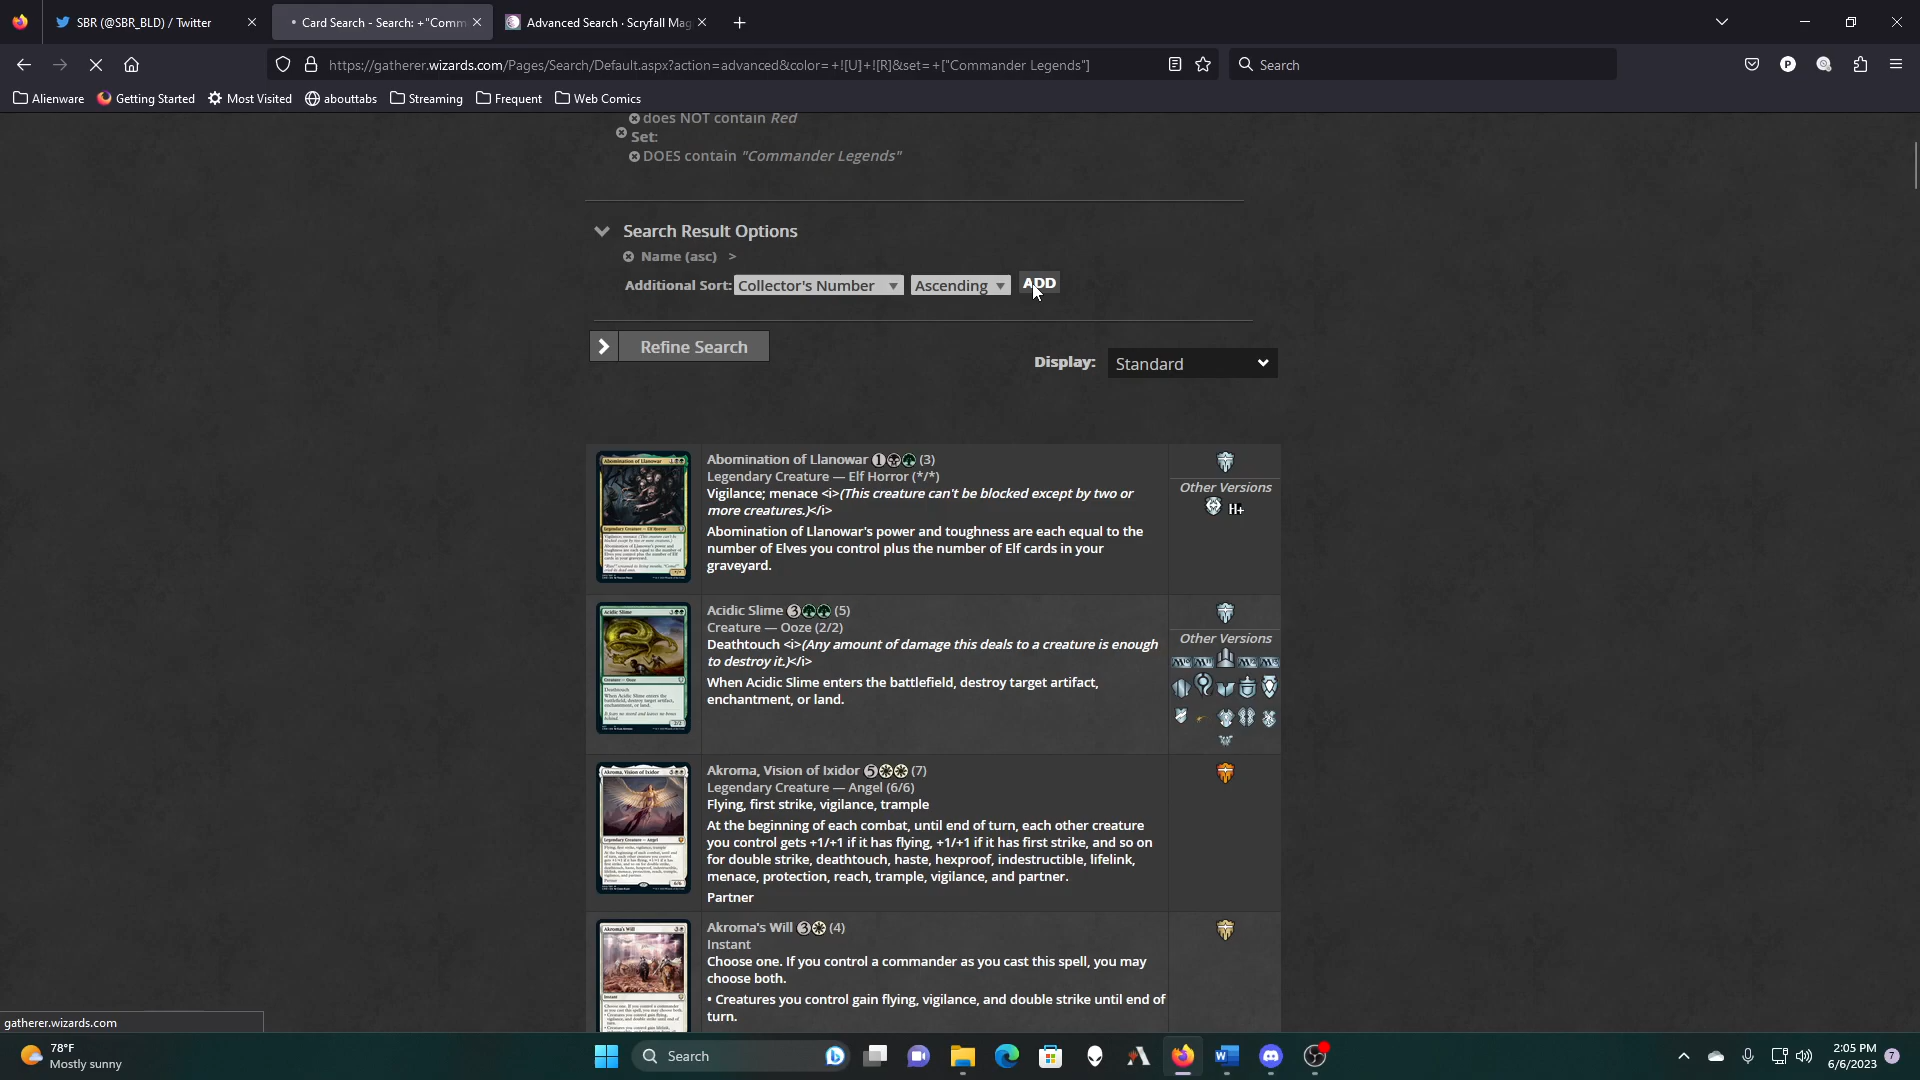 SBR (@SBR_BLD) / Twitter
Card Search - Search: +"Comm
Advanced Search · Scryfall Mag
https://gatherer.wizards.com/Pages/Search/Default.aspx?action=advanced&color=+![U]+![R]&set=+["Commander Legends"]
Search
Alienware
Getting Started
Most Visited
abouttabs
Streaming
Frequent
Web Comics
does NOT contain Red
Set:
DOES contain "Commander Legends"
Search Result Options
Name (asc) >
Additional Sort: Collector's Number Ascending ADD
Refine Search
Display: Standard
Abomination of Llanowar 1 (3)
Legendary Creature — Elf Horror (*/*)
Vigilance; menace <i>(This creature can't be blocked except by two or
more creatures.)</i>
Abomination of Llanowar's power and toughness are each equal to the
number of Elves you control plus the number of Elf cards in your
graveyard.
Other Versions
H+
Acidic Slime 3 (5)
Creature — Ooze (2/2)
Deathtouch <i>(Any amount of damage this deals to a creature is enough
to destroy it.)</i>
When Acidic Slime enters the battlefield, destroy target artifact,
enchantment, or land.
Other Versions
Akroma, Vision of Ixidor 5 (7)
Legendary Creature — Angel (6/6)
Flying, first strike, vigilance, trample
At the beginning of each combat, until end of turn, each other creature
you control gets +1/+1 if it has flying, +1/+1 if it has first strike, and so on
for double strike, deathtouch, haste, hexproof, indestructible, lifelink,
menace, protection, reach, trample, vigilance, and partner.
Partner
Akroma's Will 3 (4)
Instant
Choose one. If you control a commander as you cast this spell, you may
choose both.
• Creatures you control gain flying, vigilance, and double strike until end of
turn.
gatherer.wizards.com
78°F
Mostly sunny
Search
2:05 PM
6/6/2023
7